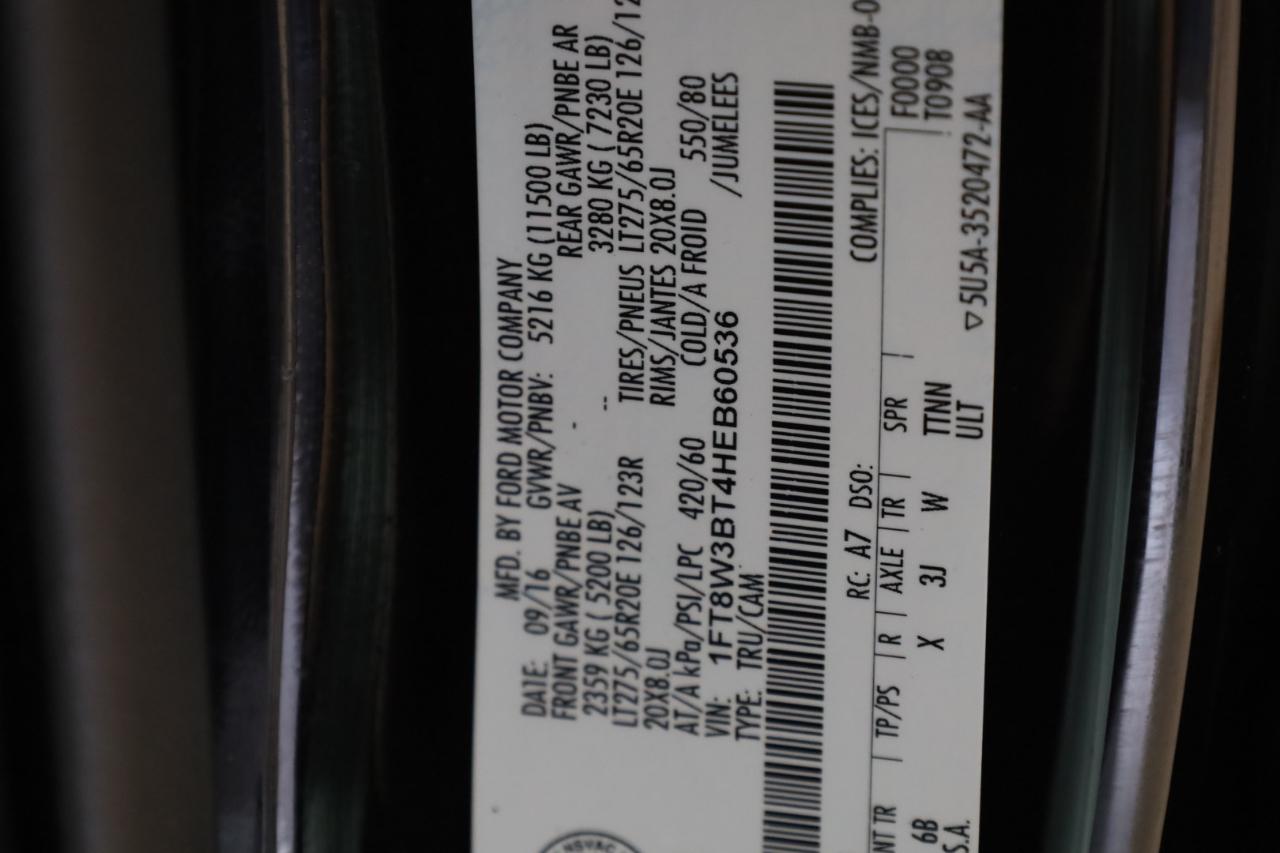 MFD. BY FORD MOTOR COMPANY
DATE: 09/16 GVWR/PNBV: 5216 KG (11500 LB)
FRONT GAWR/PNBE AV - REAR GAWR/PNBE AR
2359 KG ( 5200 LB) -- 3280 KG ( 7230 LB)
LT275/65R20E 126/123R TIRES/PNEUS LT275/65R20E 126/12
20X8.0J RIMS/JANTES 20X8.0J
AT/A kPa/PSI/LPC 420/60 COLD/A FROID 550/80
VIN: 1FT8W3BT4HEB60536 /JUMELEES
TYPE: TRU/CAM
COMPLIES: ICES/NMB-0
RC: A7 DSO: F0000
NT TR | TP/PS | R | AXLE | TR | SPR | T0908
6B X 3J W TTNN
S.A. ULT ▽5U5A-3520472-AA
NSVAC